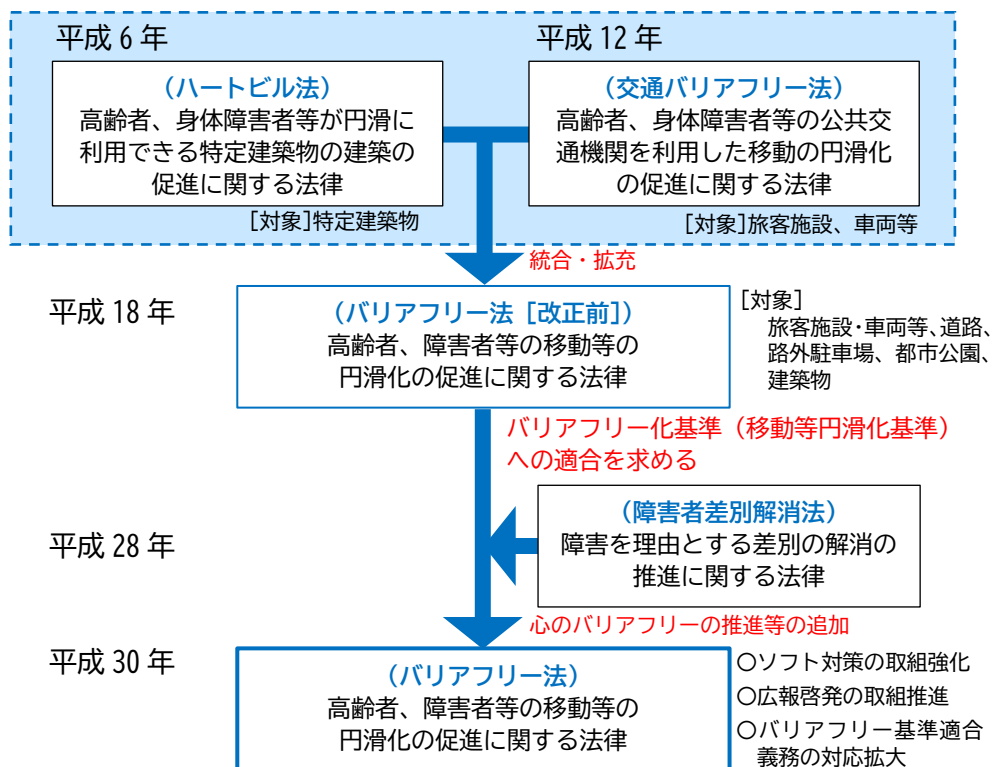 平成 6 年
平成 12 年
（ハートビル法）
高齢者、身体障害者等が円滑に
利用できる特定建築物の建築の
促進に関する法律
[対象]特定建築物
（交通バリアフリー法）
高齢者、身体障害者等の公共交
通機関を利用した移動の円滑化
の促進に関する法律
[対象]旅客施設、車両等
統合・拡充
平成 18 年
（バリアフリー法［改正前]）
高齢者、障害者等の移動等の
円滑化の促進に関する法律
[対象]
旅客施設・車両等、道路、
路外駐車場、都市公園、
建築物
バリアフリー化基準（移動等円滑化基準）
への適合を求める
平成 28 年
（障害者差別解消法）
障害を理由とする差別の解消の
推進に関する法律
心のバリアフリーの推進等の追加
平成 30 年
（バリアフリー法）
高齢者、障害者等の移動等の
円滑化の促進に関する法律
〇ソフト対策の取組強化
〇広報啓発の取組推進
〇バリアフリー基準適合
義務の対応拡大